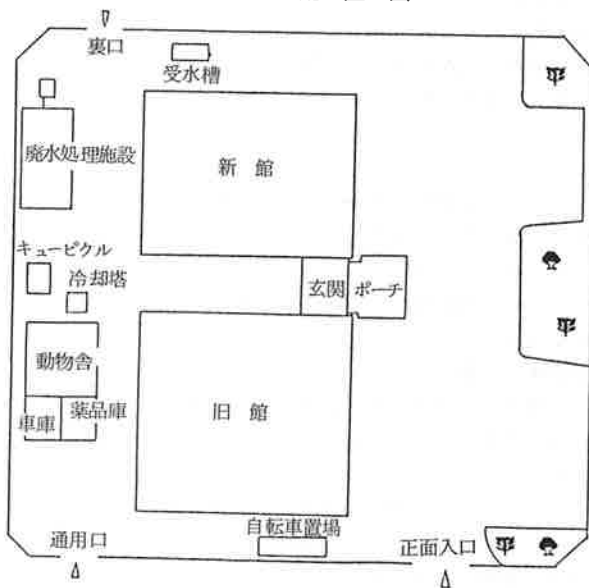 裏口
受水槽
廃水処理施設
新館
キュービクル
冷却塔
玄関
ポーチ
動物舎
薬品庫
車庫
旧館
自転車置場
通用口
正面入口